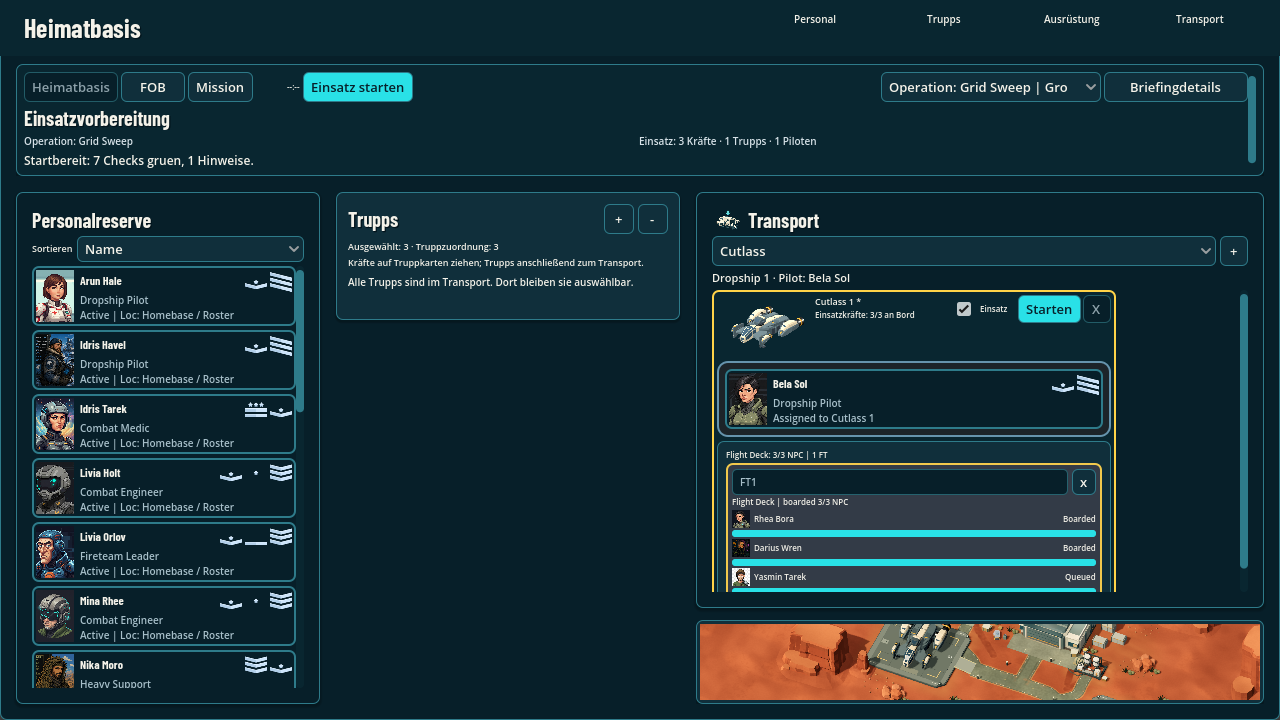 Heimatbasis
Personal
Trupps
Ausrüstung
Transport
Heimatbasis
FOB
Mission
--:--
Einsatz starten
Operation: Grid Sweep | Gro
Briefingdetails
Einsatzvorbereitung
Operation: Grid Sweep
Einsatz: 3 Kräfte · 1 Trupps · 1 Piloten
Startbereit: 7 Checks gruen, 1 Hinweise.
Personalreserve
Sortieren
Name
Arun Hale
Dropship Pilot
Active | Loc: Homebase / Roster
Idris Havel
Dropship Pilot
Active | Loc: Homebase / Roster
Idris Tarek
Combat Medic
Active | Loc: Homebase / Roster
Livia Holt
Combat Engineer
Active | Loc: Homebase / Roster
Livia Orlov
Fireteam Leader
Active | Loc: Homebase / Roster
Mina Rhee
Combat Engineer
Active | Loc: Homebase / Roster
Nika Moro
Heavy Support
Trupps
+
-
Ausgewählt: 3 · Truppzuordnung: 3
Kräfte auf Truppkarten ziehen; Trupps anschließend zum Transport.
Alle Trupps sind im Transport. Dort bleiben sie auswählbar.
Transport
Cutlass
+
Dropship 1 · Pilot: Bela Sol
Cutlass 1 *
Einsatzkräfte: 3/3 an Bord
Einsatz
Starten
X
Bela Sol
Dropship Pilot
Assigned to Cutlass 1
Flight Deck: 3/3 NPC | 1 FT
FT1
x
Flight Deck | boarded 3/3 NPC
Rhea Bora
Boarded
Darius Wren
Boarded
Yasmin Tarek
Queued